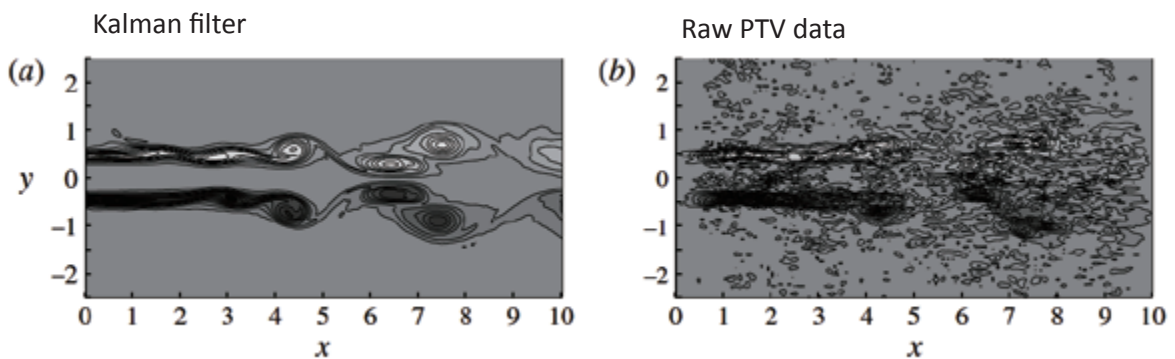 Kalman filter
Raw PTV data
(a)
2
1
y
0
–1
–2
0 1 2 3 4 5 6 7 8 9 10
x
(b)
2
1
0
–1
–2
0 1 2 3 4 5 6 7 8 9 10
x